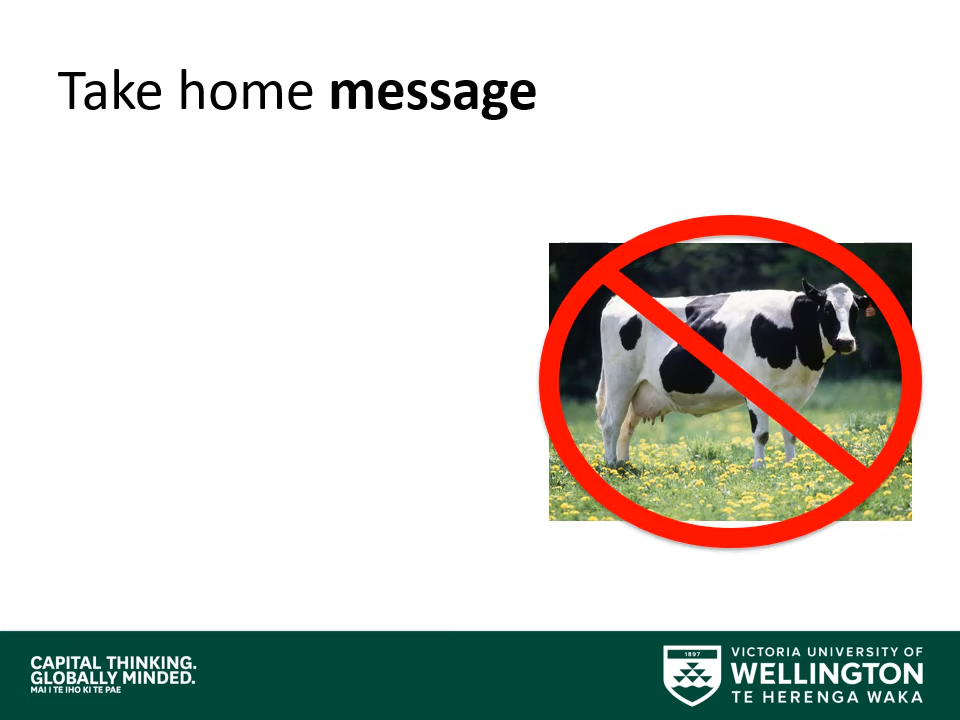 Take home message
CAPITAL THINKING.
GLOBALLY MINDED.
MAI I TE IHO KI TE PAE
1897
VICTORIA UNIVERSITY OF
WELLINGTON
TE HERENGA WAKA